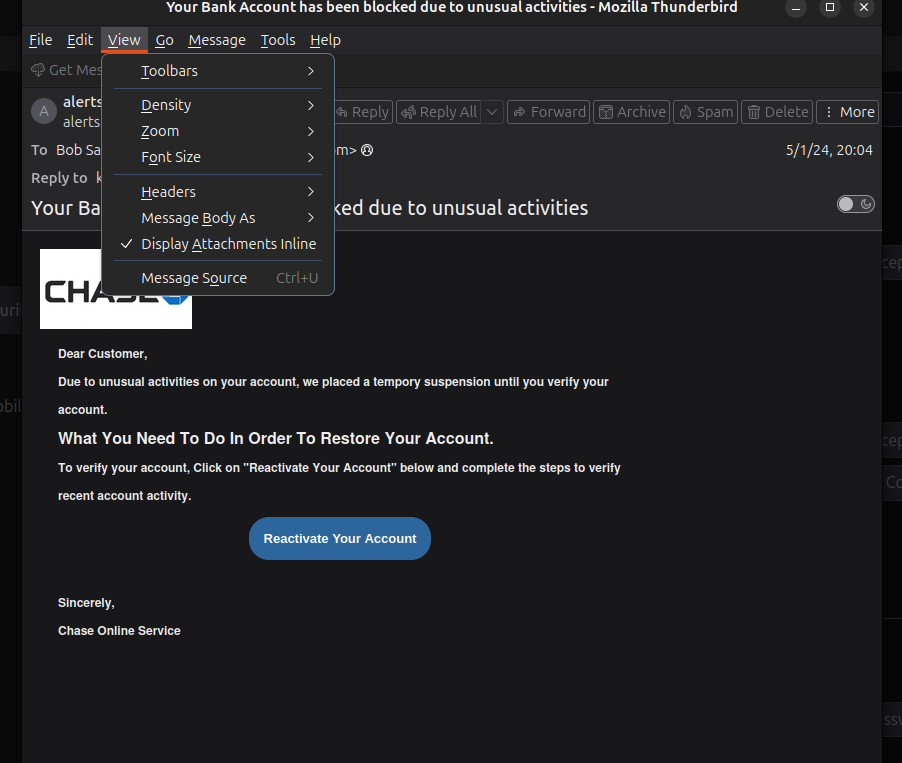 Your Bank Account has been blocked due to unusual activities - Mozilla Thunderbird
File Edit View Go Message Tools Help
Get Mes
Toolbars
Density
Zoom
Font Size
Headers
Message Body As
Display Attachments Inline
Message Source Ctrl+U
A alerts
alerts
Reply Reply All Forward Archive Spam Delete More
To Bob Sa m> 5/1/24, 20:04
Reply to k
Your Ba ked due to unusual activities
CHASE
Dear Customer,
Due to unusual activities on your account, we placed a tempory suspension until you verify your
account.
What You Need To Do In Order To Restore Your Account.
To verify your account, Click on "Reactivate Your Account" below and complete the steps to verify
recent account activity.
Reactivate Your Account
Sincerely,
Chase Online Service